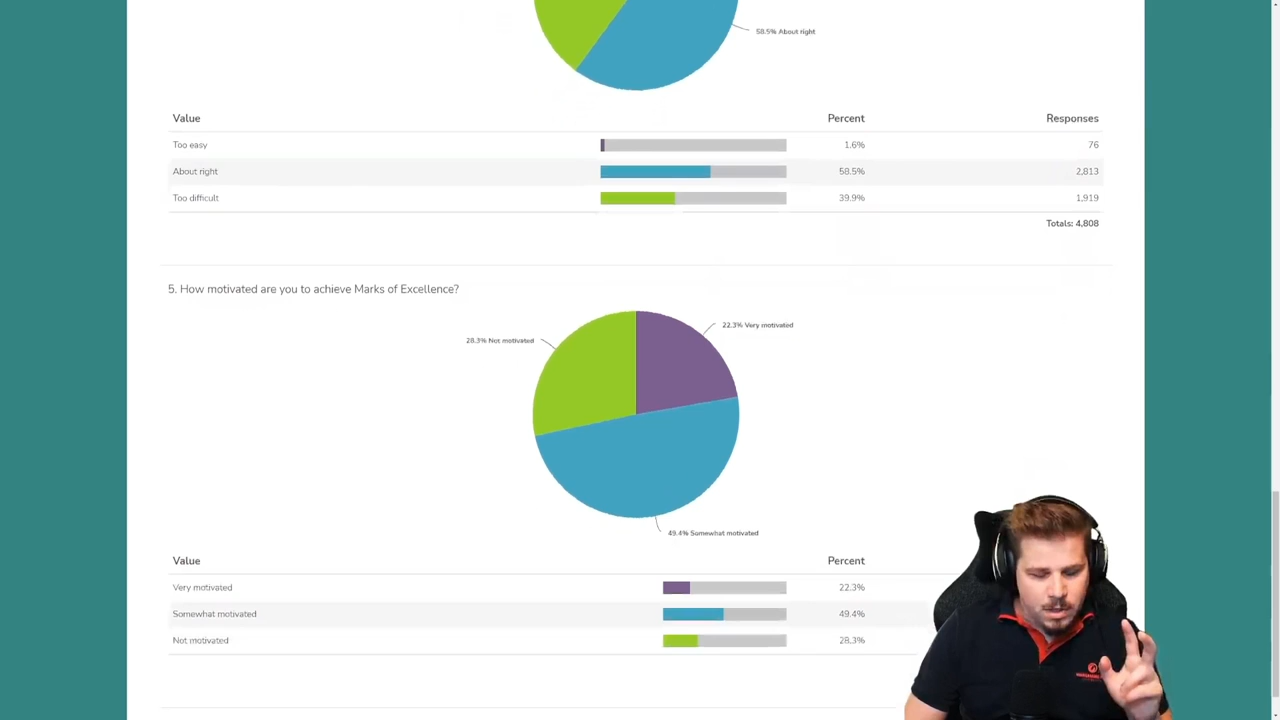 58.5% About right
Value Percent Responses
Too easy 1.6% 76
About right 58.5% 2,813
Too difficult 39.9% 1,919
Totals: 4,808
5. How motivated are you to achieve Marks of Excellence?
22.3% Very motivated
28.3% Not motivated
49.4% Somewhat motivated
Value Percent
Very motivated 22.3%
Somewhat motivated 49.4%
Not motivated 28.3%